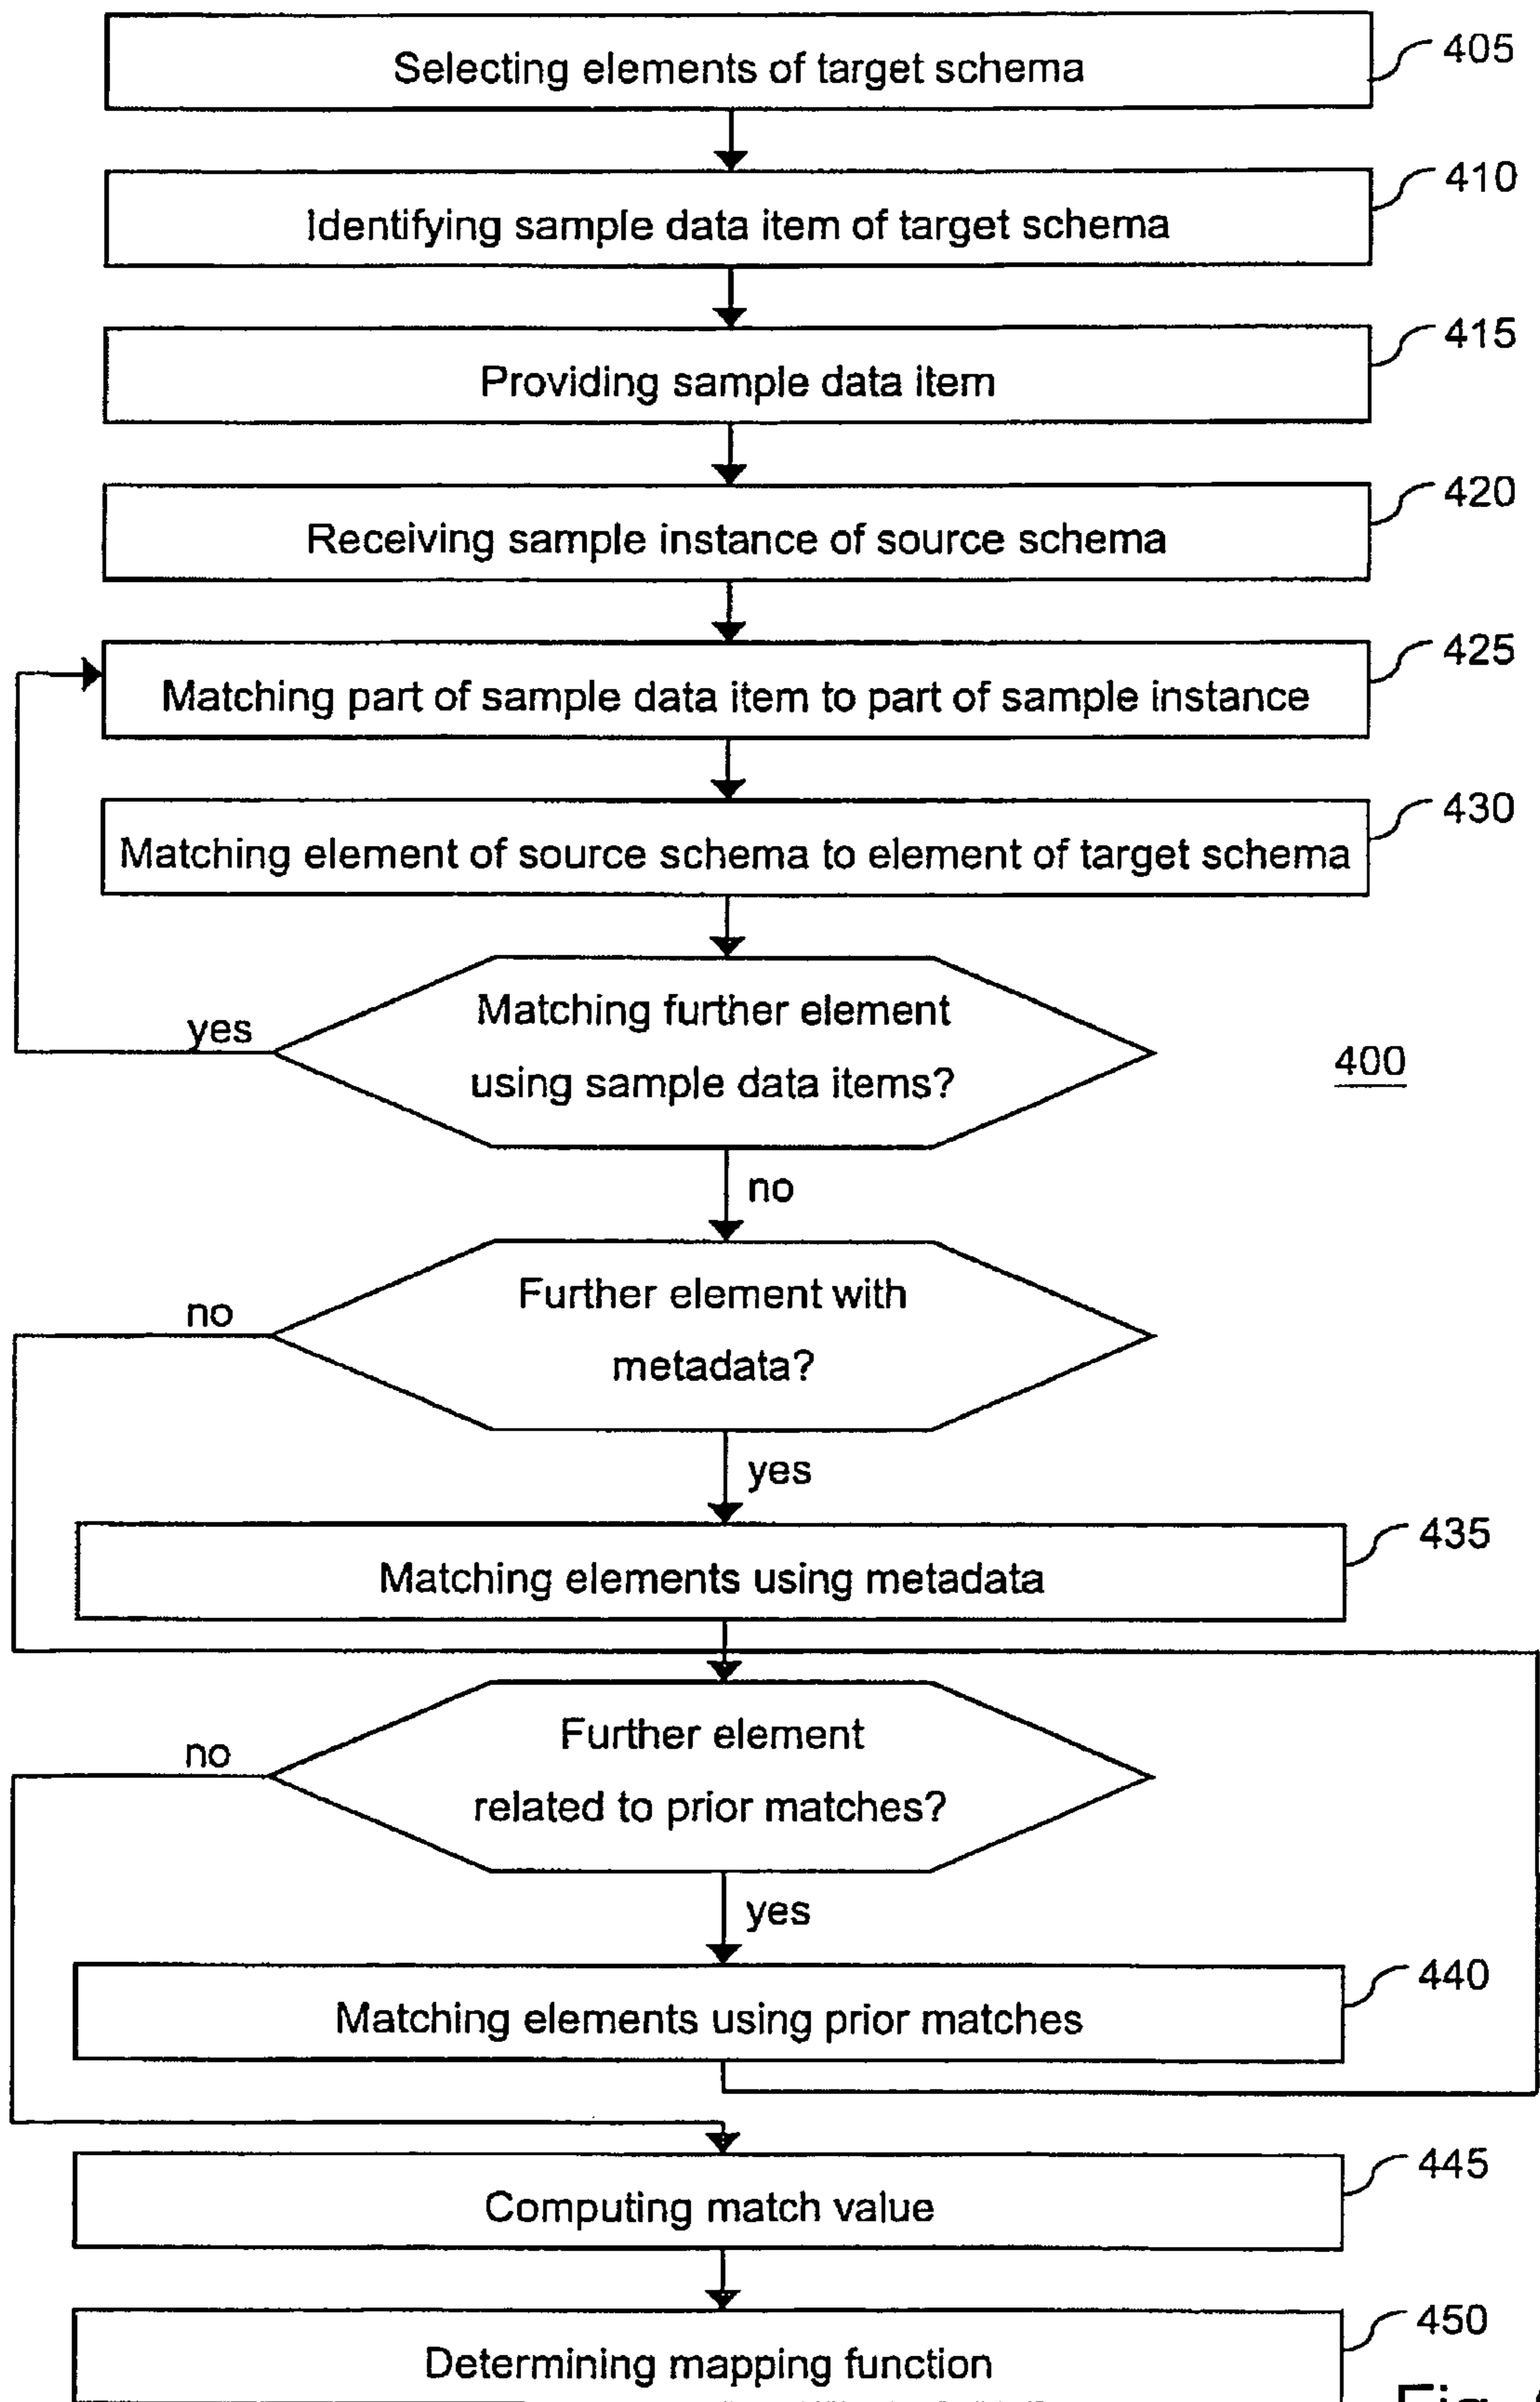 Selecting elements of target schema
405
Identifying sample data item of target schema
410
Providing sample data item
415
Receiving sample instance of source schema
420
Matching part of sample data item to part of sample instance
425
Matching element of source schema to element of target schema
430
Matching further element
using sample data items?
yes
400
no
Further element with
metadata?
no
yes
Matching elements using metadata
435
Further element
related to prior matches?
no
yes
Matching elements using prior matches
440
Computing match value
445
Determining mapping function
450